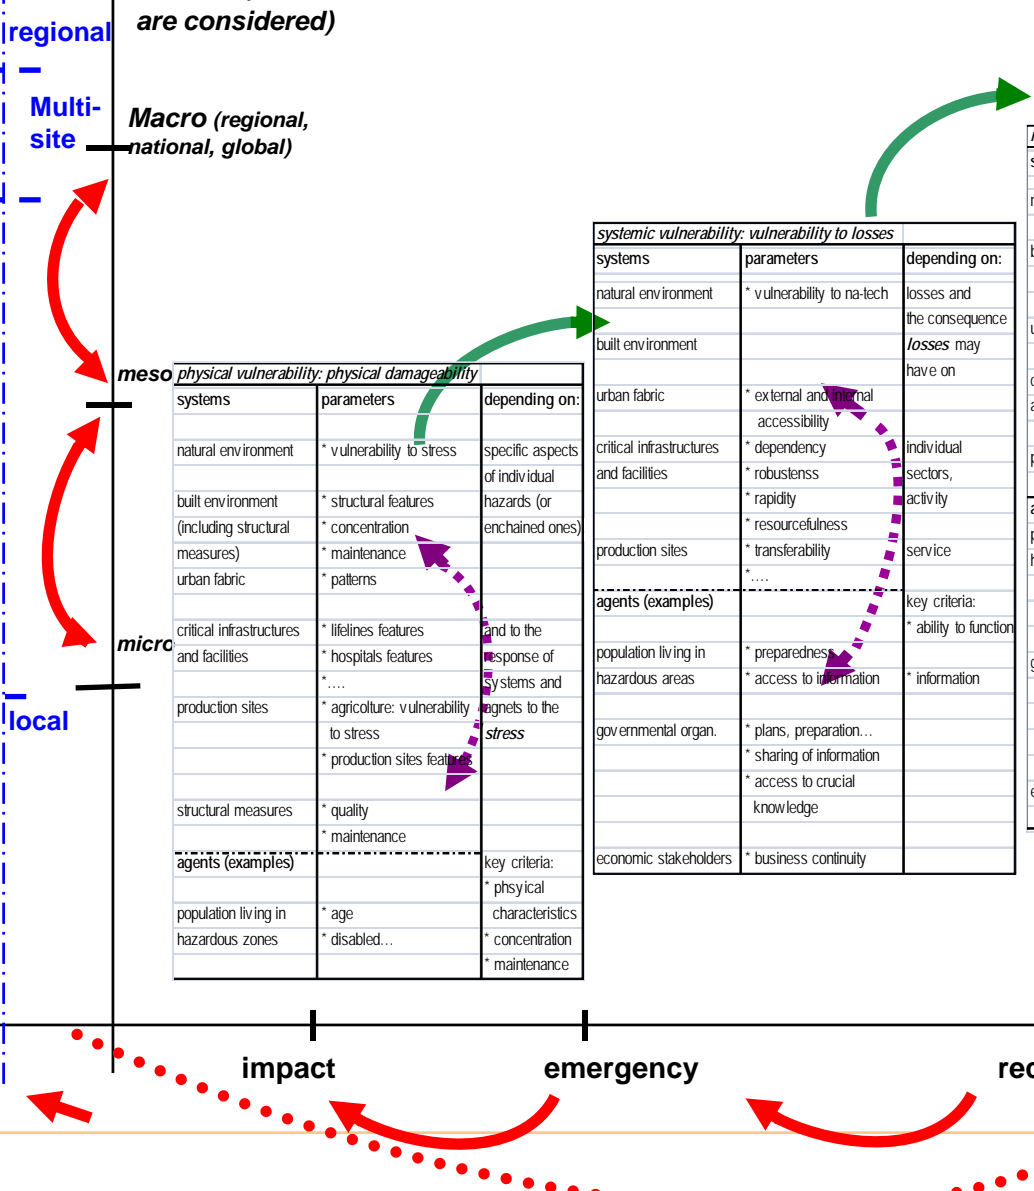 are considered)
regional
Multi-
site
Macro (regional,
national, global)
meso
micro
local
physical vulnerability: physical damageability
systems parameters depending on:
natural environment * vulnerability to stress specific aspects
of individual
built environment * structural features hazards (or
(including structural * concentration enchained ones)
measures) * maintenance
urban fabric * patterns
critical infrastructures * lifelines features and to the
and facilities * hospitals features response of
*.... systems and
production sites * agricolture: vulnerability agnets to the
to stress stress
* production sites features
structural measures * quality
* maintenance
agents (examples) key criteria:
* phsyical
population living in * age characteristics
hazardous zones * disabled... * concentration
* maintenance
systemic vulnerability: vulnerability to losses
systems parameters depending on:
natural environment * vulnerability to na-tech losses and
the consequence
built environment losses may
have on
urban fabric * external and internal
accessibility
critical infrastructures * dependency individual
and facilities * robustenss sectors,
* rapidity activity
* resourcefulness
production sites * transferability service
*....
agents (examples) key criteria:
* ability to function
population living in * preparedness
hazardous areas * access to information * information
governmental organ. * plans, preparation...
* sharing of information
* access to crucial
knowledge
economic stakeholders * business continuity
impact emergency rec